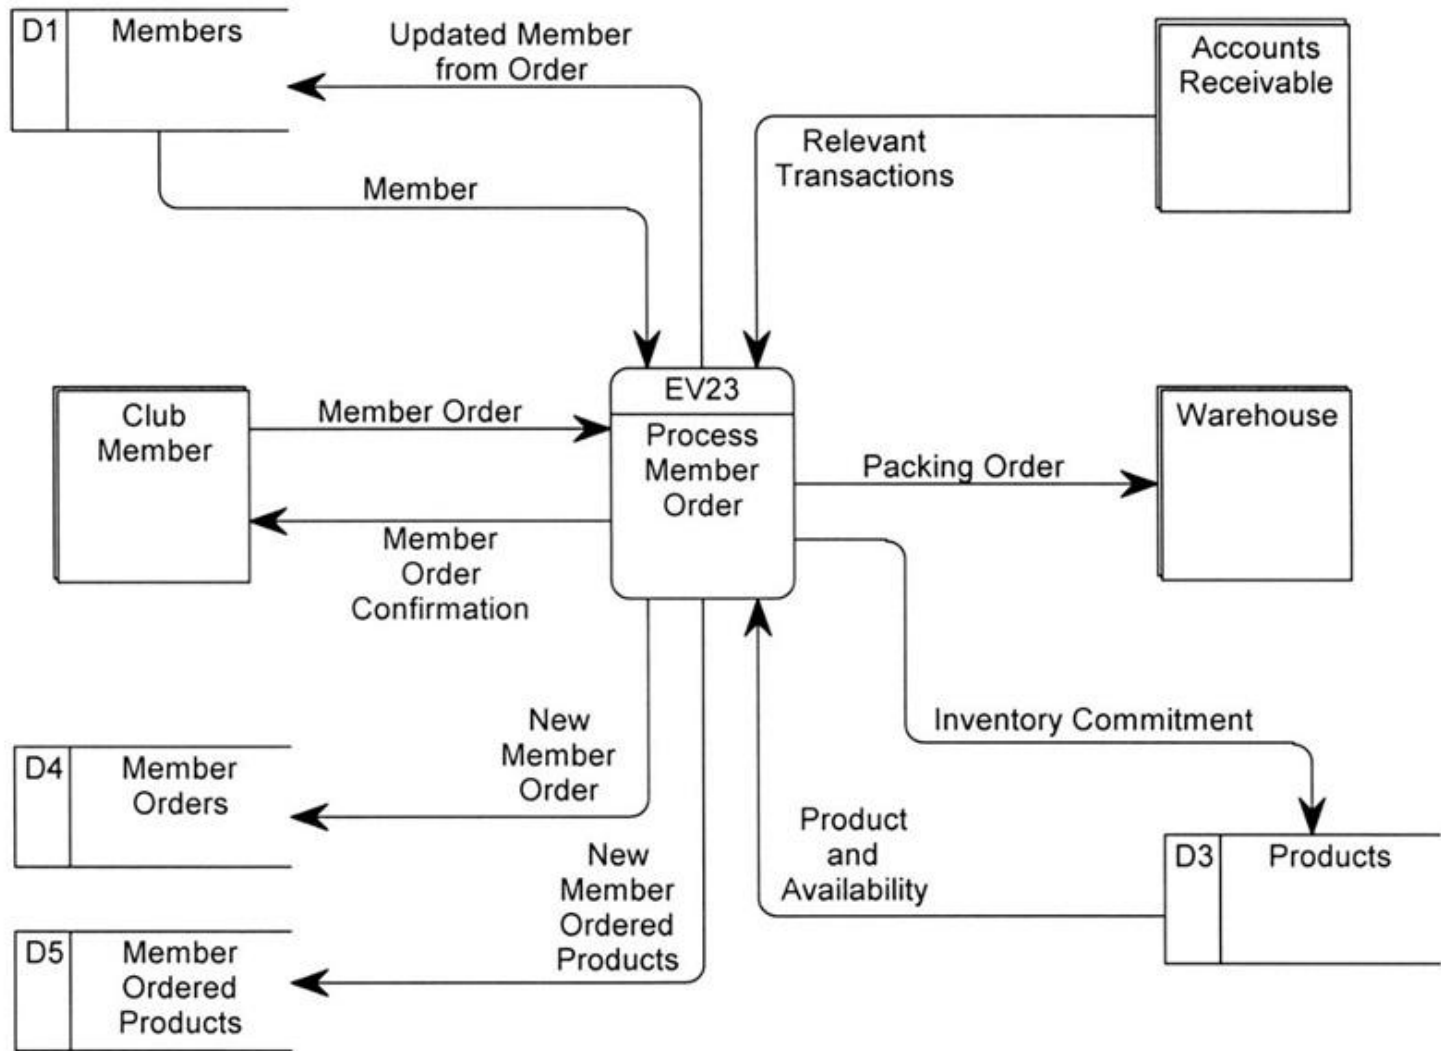 D1
Members
Updated Member
from Order
Accounts
Receivable
Relevant
Transactions
Member
EV23
Process
Member
Order
Club
Member
Member Order
Warehouse
Packing Order
Member
Order
Confirmation
New
Member
Order
Inventory Commitment
D4
Member
Orders
Product
and
Availability
D3
Products
New
Member
Ordered
Products
D5
Member
Ordered
Products